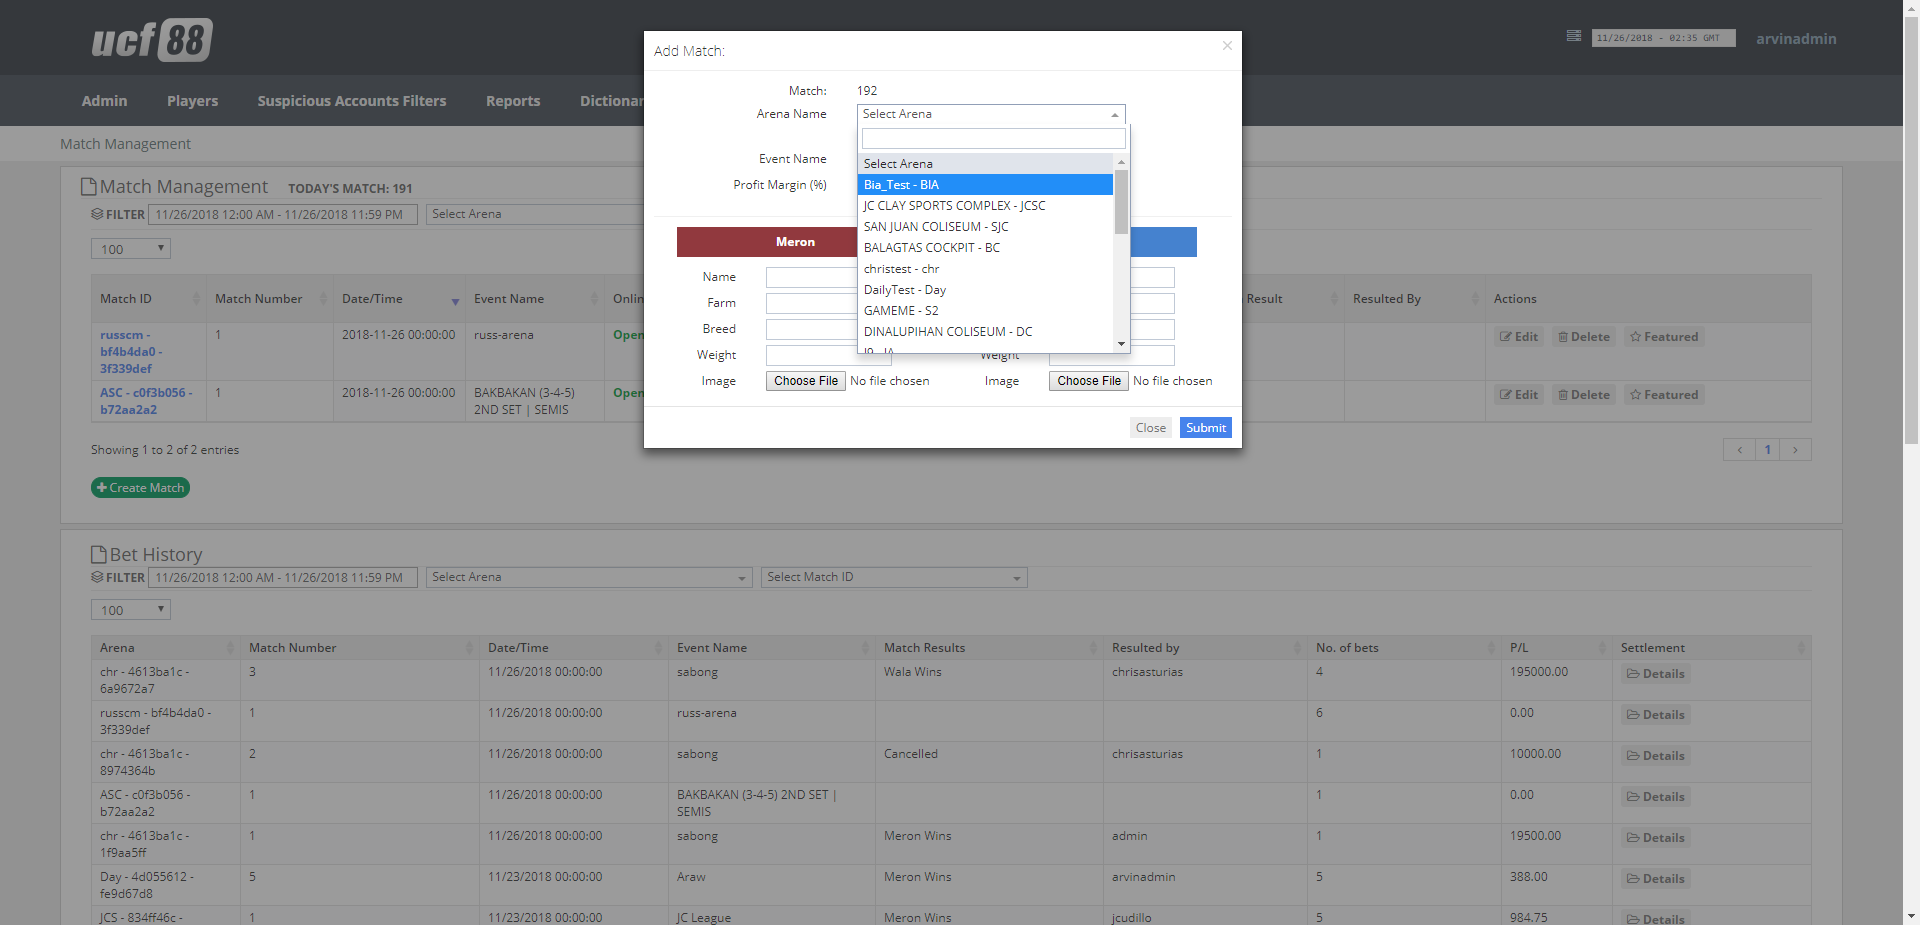 ucf 88
11/26/2018 - 02:35 GMT
arvinadmin
Admin
Players
Suspicious Accounts Filters
Reports
Match Management
Match Management
TODAY'S MATCH: 191
FILTER
11/26/2018 12:00 AM - 11/26/2018 11:59 PM
Select Arena
100
Match ID
Match Number
Date/Time
Event Name
Result
Resulted By
Actions
russcm -
bf4b4da0 -
3f339def
1
2018-11-26 00:00:00
russ-arena
Open
Edit
Delete
Featured
ASC - c0f3b056 -
b72aa2a2
1
2018-11-26 00:00:00
BAKBAKAN (3-4-5)
2ND SET | SEMIS
Open
Edit
Delete
Featured
Showing 1 to 2 of 2 entries
1
Create Match
Add Match:
×
Match:
192
Arena Name
Select Arena
Select Arena
Bia_Test - BIA
JC CLAY SPORTS COMPLEX - JCSC
SAN JUAN COLISEUM - SJC
BALAGTAS COCKPIT - BC
christest - chr
DailyTest - Day
GAMEME - S2
DINALUPIHAN COLISEUM - DC
Event Name
Profit Margin (%)
Meron
Name
Farm
Breed
Weight
Weight
Image
Choose File No file chosen
Image
Choose File No file chosen
Close
Submit
Bet History
FILTER
11/26/2018 12:00 AM - 11/26/2018 11:59 PM
Select Arena
Select Match ID
100
Arena
Match Number
Date/Time
Event Name
Match Results
Resulted by
No. of bets
P/L
Settlement
chr - 4613ba1c -
6a9672a7
3
11/26/2018 00:00:00
sabong
Wala Wins
chrisasturias
4
195000.00
Details
russcm - bf4b4da0 -
3f339def
1
11/26/2018 00:00:00
russ-arena
6
0.00
Details
chr - 4613ba1c -
8974364b
2
11/26/2018 00:00:00
sabong
Cancelled
chrisasturias
1
10000.00
Details
ASC - c0f3b056 -
b72aa2a2
1
11/26/2018 00:00:00
BAKBAKAN (3-4-5) 2ND SET |
SEMIS
1
0.00
Details
chr - 4613ba1c -
1f9aa5ff
1
11/26/2018 00:00:00
sabong
Meron Wins
admin
1
19500.00
Details
Day - 4d055612 -
fe9d67d8
5
11/23/2018 00:00:00
Araw
Meron Wins
arvinadmin
5
388.00
Details
JCS - 834ff46c -
1
11/23/2018 00:00:00
JC League
Meron Wins
jcudillo
5
984.75
Details